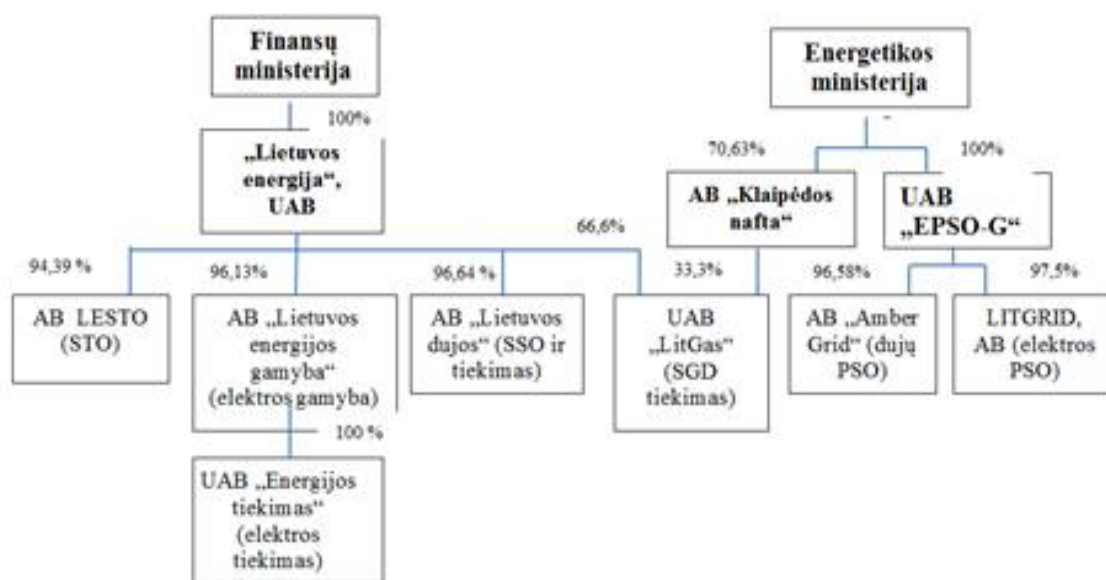 Finansų
ministerija
Energetikos
ministerija
100%
„Lietuvos
energija“,
UAB
70,63%
100%
AB „Klaipėdos
nafta“
UAB
„EPSO-G“
66,6%
94,39 %
96,13%
96,64 %
33,3%
96,58%
97,5%
AB LESTO
(STO)
AB „Lietuvos
energijos
gamyba“
(elektros gamyba)
AB „Lietuvos
dujos“ (SSO ir
tiekimas)
UAB
„LitGas“
(SGD
tiekimas)
AB „Amber
Grid“ (dujų
PSO)
LITGRID,
AB (elektros
PSO)
100 %
UAB „Energijos
tiekimas“
(elektros
tiekimas)